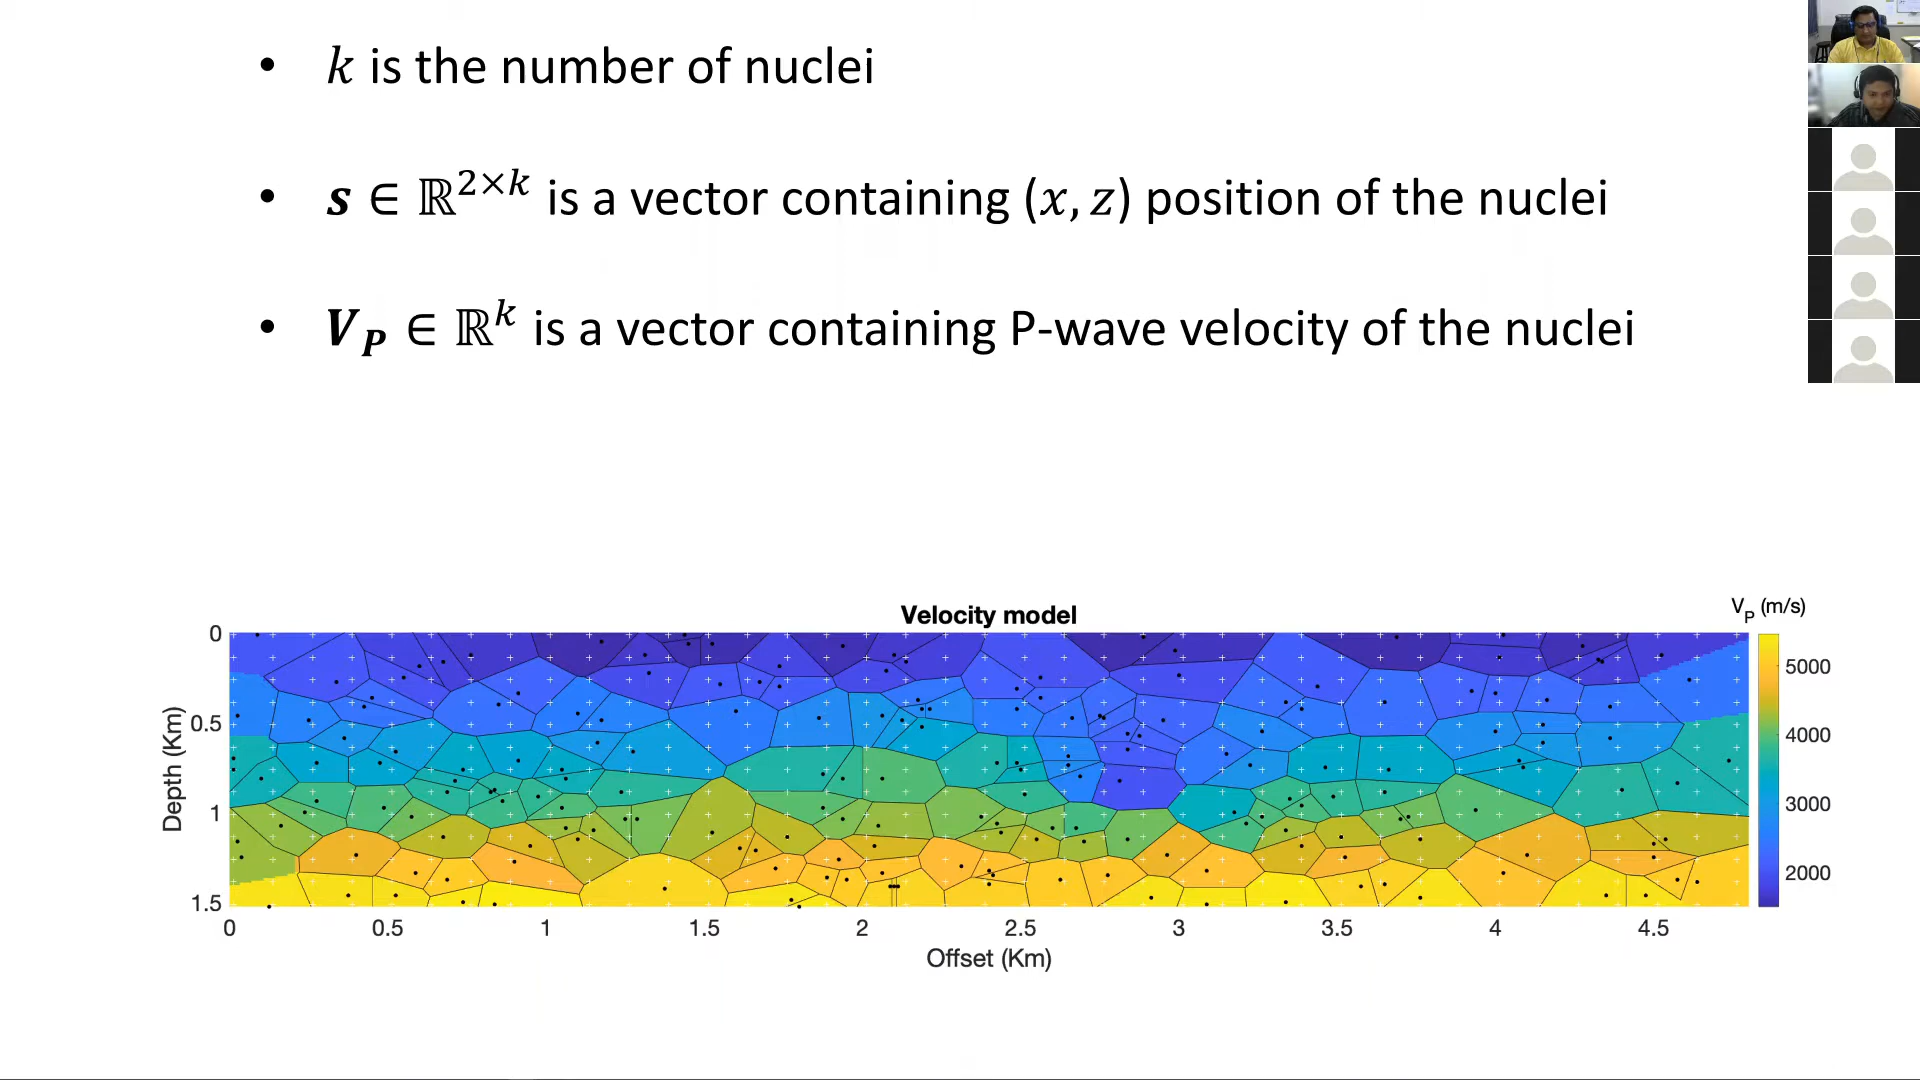 • k is the number of nuclei
• s ∈ ℝ^{2×k} is a vector containing (x, z) position of the nuclei
• V_P ∈ ℝ^k is a vector containing P-wave velocity of the nuclei
Velocity model
V_P (m/s)
0
0.5
1
1.5
Depth (Km)
5000
4000
3000
2000
0 0.5 1 1.5 2 2.5 3 3.5 4 4.5
Offset (Km)